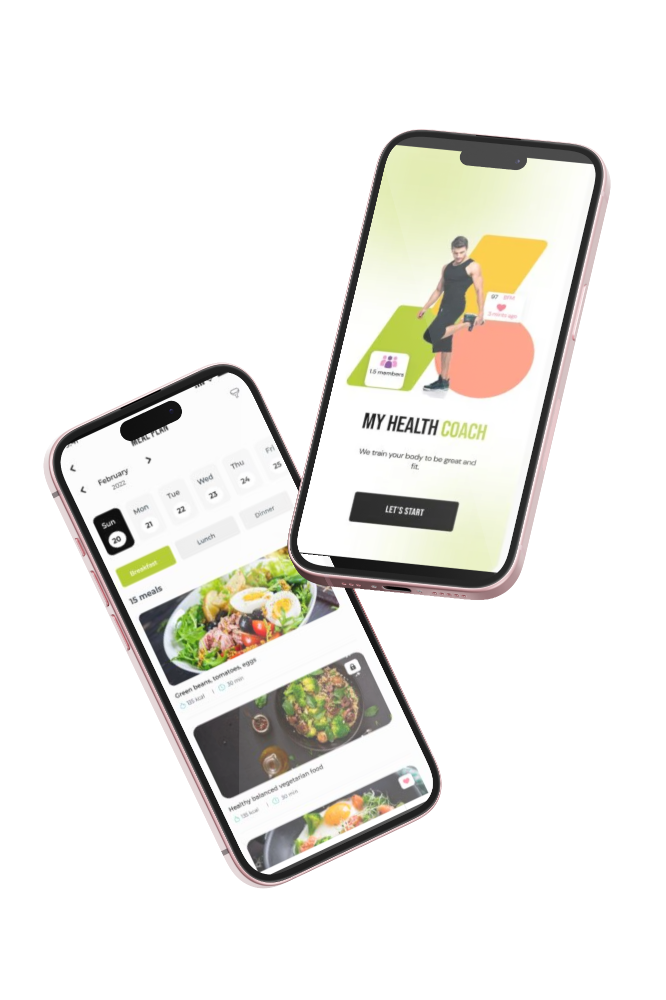 MEAL PLAN
February
2022
Sun
20
Mon
21
Tue
22
Wed
23
Thu
24
Fri
25
Breakfast
Lunch
Dinner
15 meals
Green beans, tomatoes, eggs
135 kcal | 30 min
Healthy balanced vegetarian food
135 kcal | 30 min
97 BPM
2 mins ago
1.0 members
MY HEALTH COACH
We train your body to be great and
fit.
LET'S START